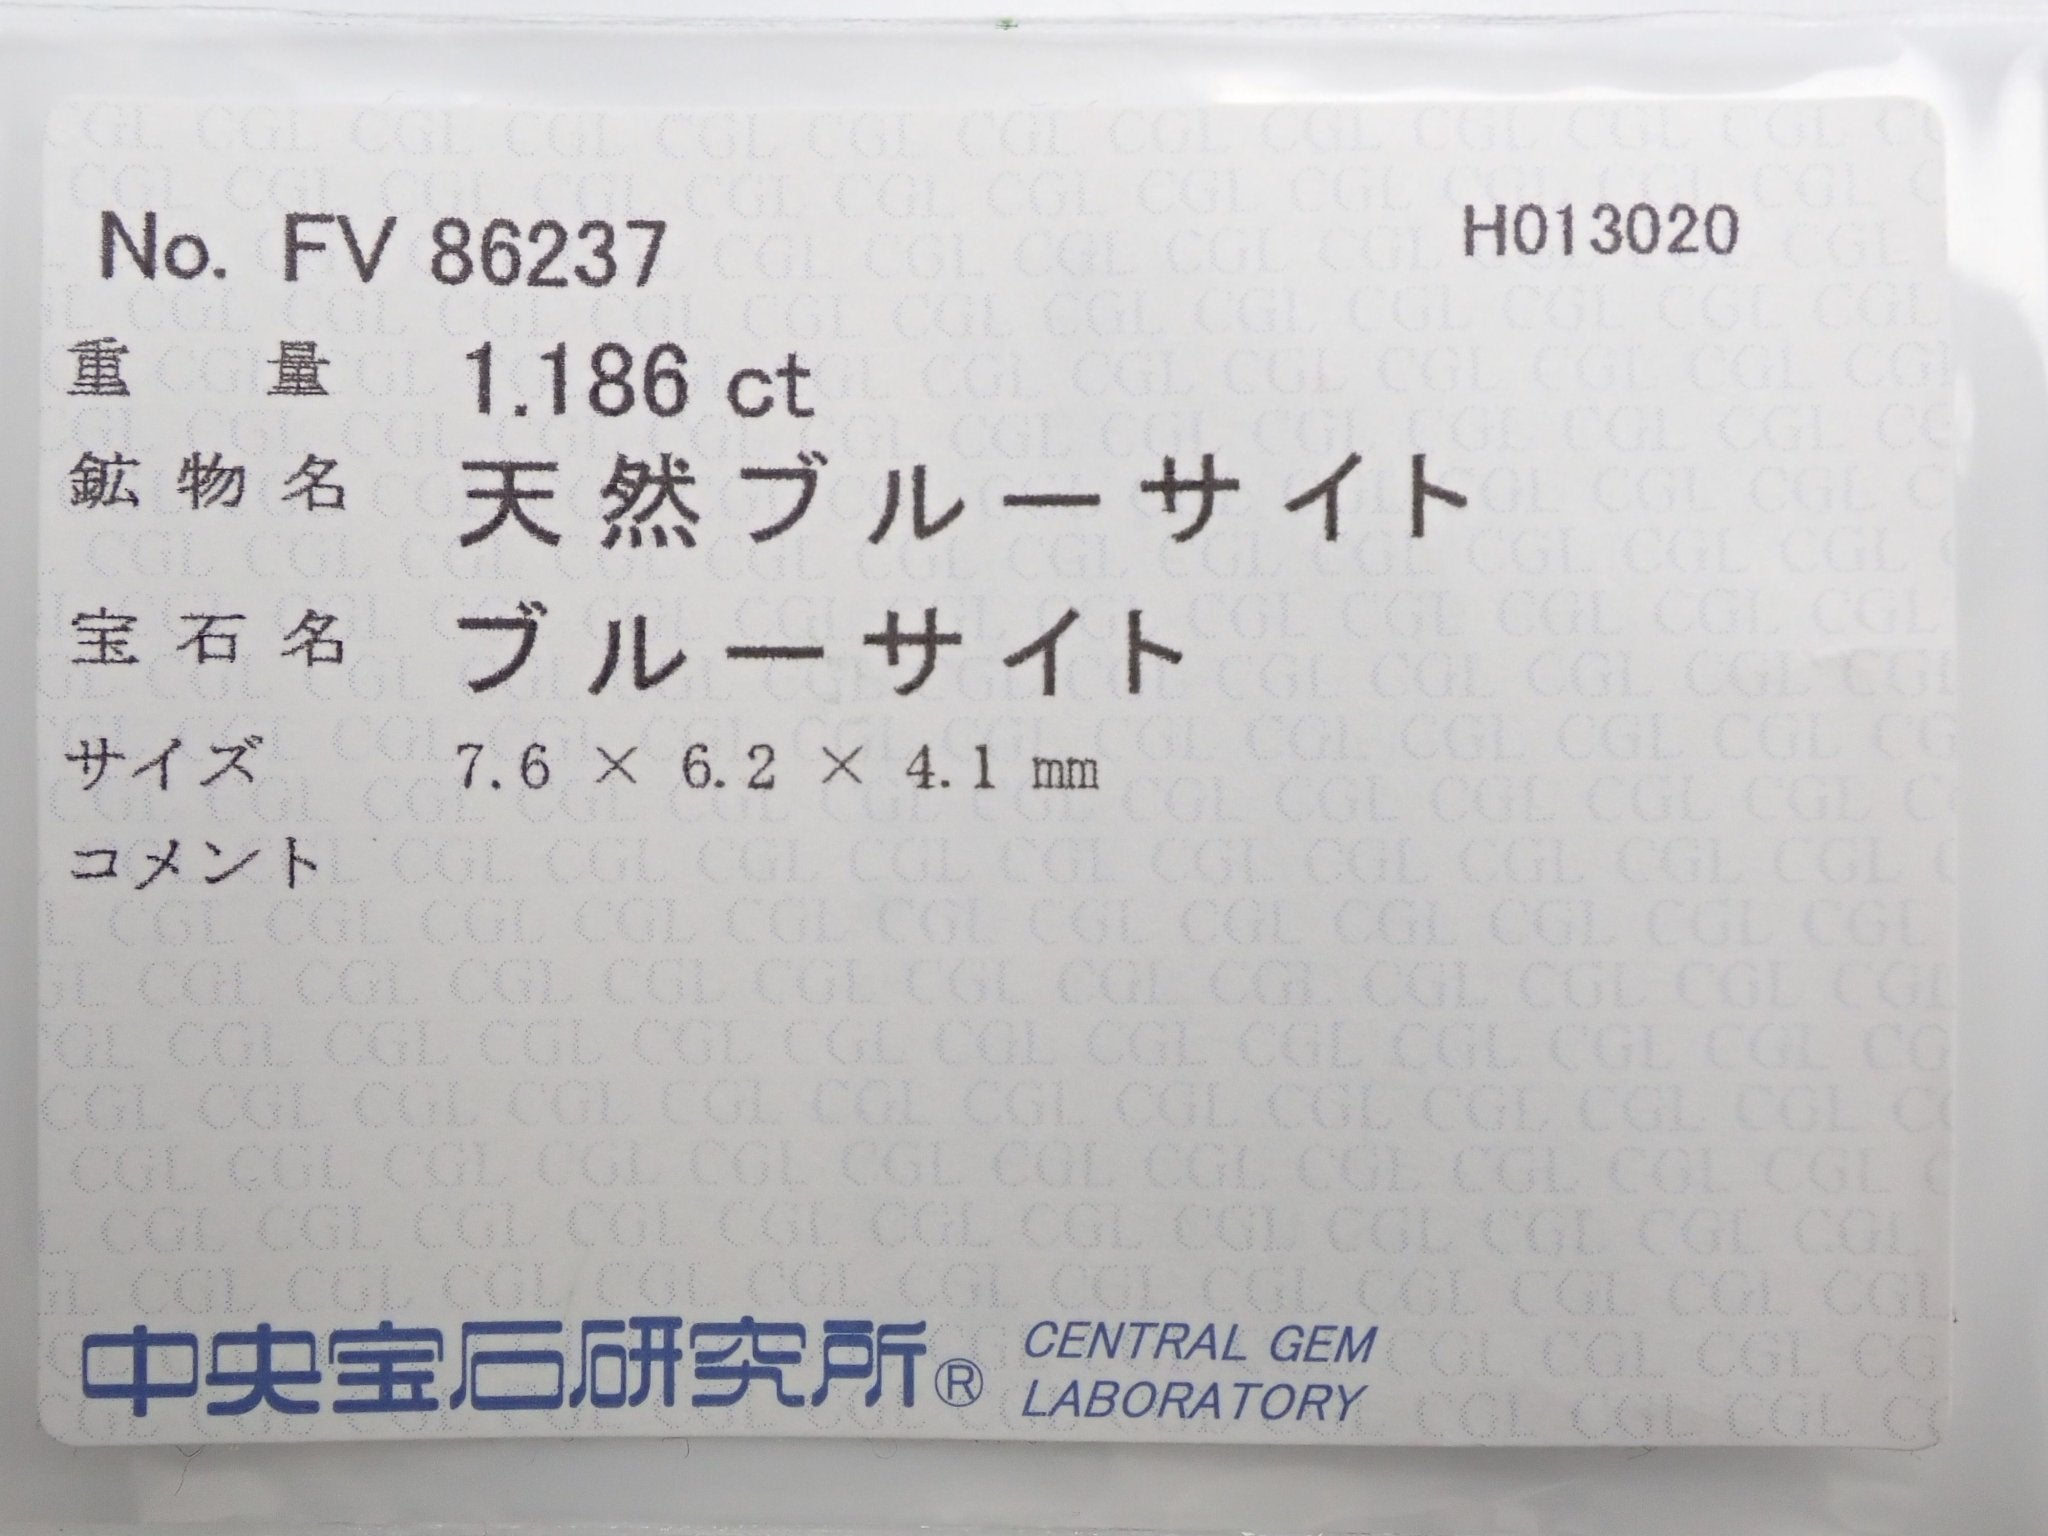 No. FV 86237 H013020
重量 1.186 ct
鉱物名 天然ブルーサイト
宝石名 ブルーサイト
サイズ 7.6 × 6.2 × 4.1 mm
コメント
中央宝石研究所® CENTRAL GEM
LABORATORY